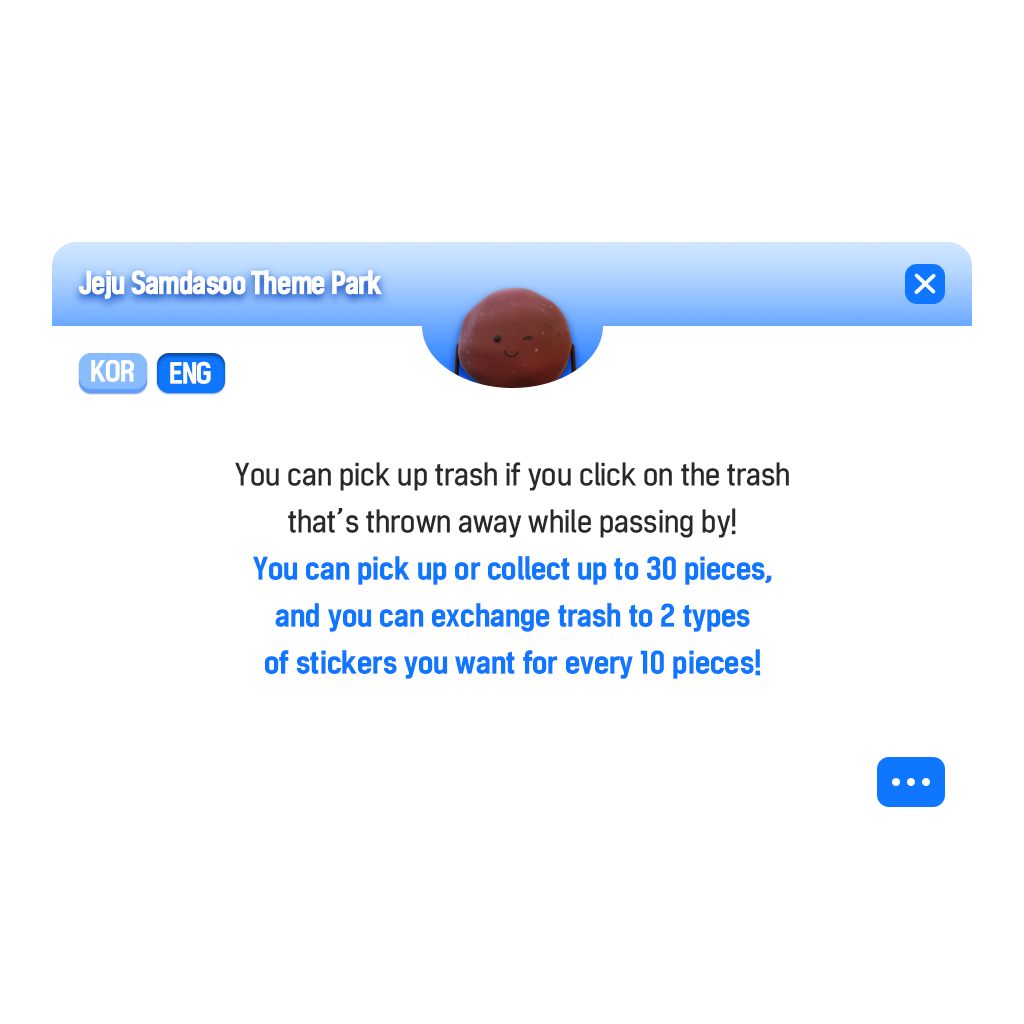 Jeju Samdasoo Theme Park
KOR ENG
You can pick up trash if you click on the trash
that's thrown away while passing by!
You can pick up or collect up to 30 pieces,
and you can exchange trash to 2 types
of stickers you want for every 10 pieces!